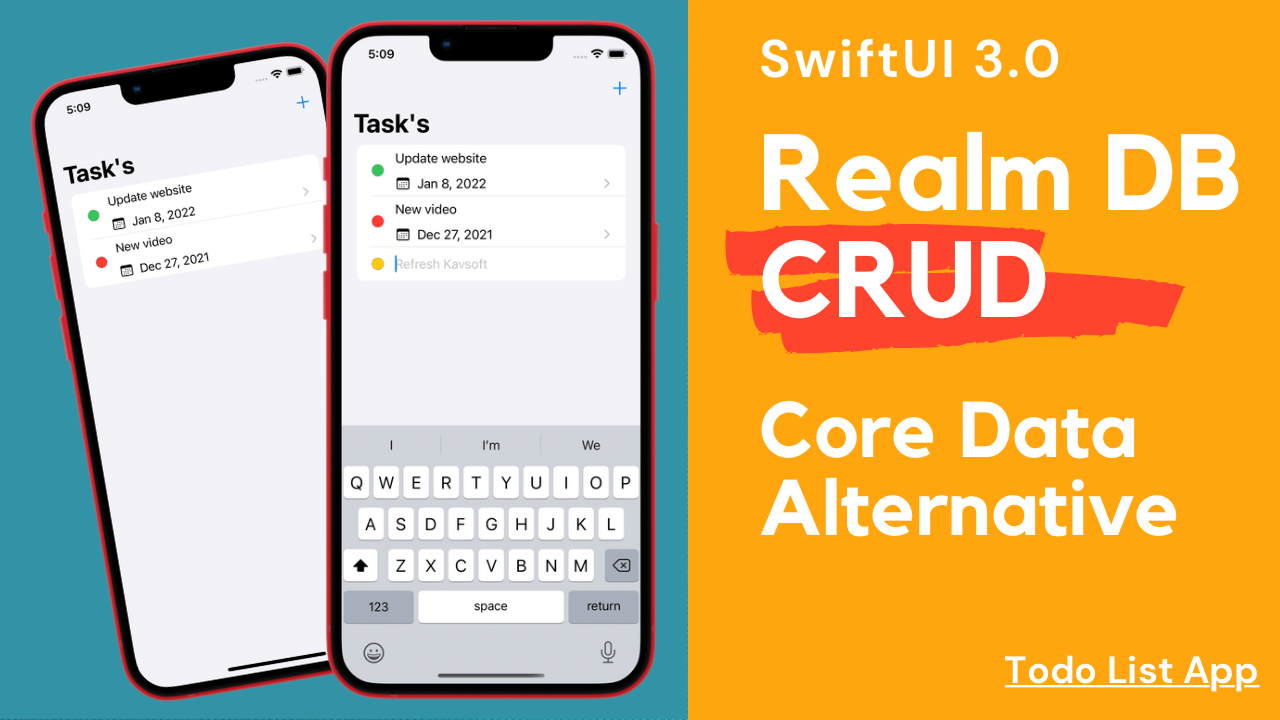 5:09
Task's
Update website
Jan 8, 2022
New video
Dec 27, 2021
5:09
Task's
Update website
Jan 8, 2022
New video
Dec 27, 2021
Refresh Kavsoft
I I'm We
Q W E R T Y U I O P
A S D F G H J K L
Z X C V B N M
123 space return
SwiftUI 3.0
Realm DB
CRUD
Core Data
Alternative
Todo List App